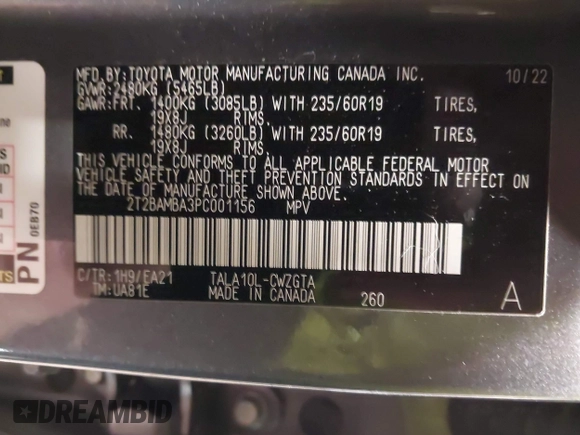 MFD.BY:TOYOTA MOTOR MANUFACTURING CANADA INC. 10/22
GVWR:2480KG (5465LB)
GAWR:FRT. 1400KG (3085LB) WITH 235/60R19 TIRES,
19X8J RIMS,
RR. 1480KG (3260LB) WITH 235/60R19 TIRES,
19X8J RIMS.
THIS VEHICLE CONFORMS TO ALL APPLICABLE FEDERAL MOTOR
VEHICLE SAFETY AND THEFT PREVENTION STANDARDS IN EFFECT
ON THE DATE OF MANUFACTURE SHOWN ABOVE.
2T2BAMBA3PC001156 MPV
C/TR:1H9/EA21 TALA10L-CWZGTA
TM:UA81E MADE IN CANADA 260 A
PN
0EB70
DREAMBID